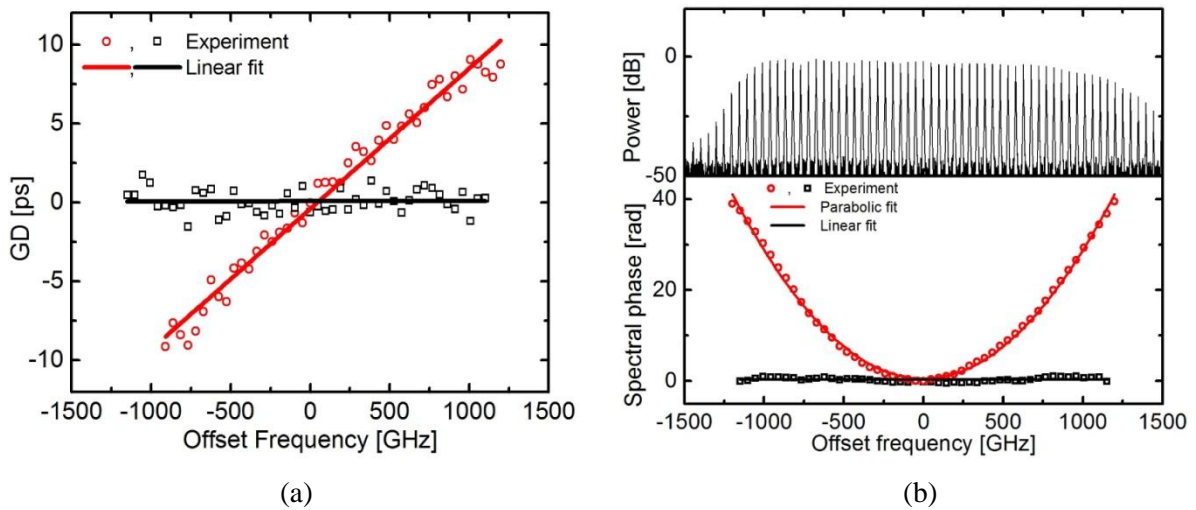 10
5
0
-5
-10
GD [ps]
, Experiment
, Linear fit
-1500 -1000 -500 0 500 1000 1500
Offset Frequency [GHz]
(a)
0
-50
Power [dB]
40
20
0
Spectral phase [rad]
, Experiment
Parabolic fit
Linear fit
-1500 -1000 -500 0 500 1000 1500
Offset frequency [GHz]
(b)